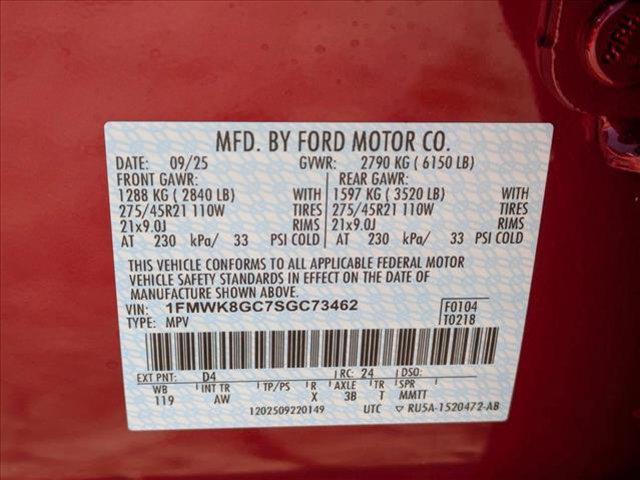 MFD. BY FORD MOTOR CO.
DATE: 09/25 GVWR: 2790 KG ( 6150 LB)
FRONT GAWR: REAR GAWR:
1288 KG ( 2840 LB) WITH 1597 KG ( 3520 LB) WITH
275/45R21 110W TIRES 275/45R21 110W TIRES
21x9.0J RIMS 21x9.0J RIMS
AT 230 kPa/ 33 PSI COLD AT 230 kPa/ 33 PSI COLD
THIS VEHICLE CONFORMS TO ALL APPLICABLE FEDERAL MOTOR
VEHICLE SAFETY STANDARDS IN EFFECT ON THE DATE OF
MANUFACTURE SHOWN ABOVE.
VIN: 1FMWK8GC7SGC73462 F0104
TYPE: MPV T0218
EXT PNT: D4 RC: 24 DSO:
WB INT TR TP/PS R AXLE TR SPR
119 AW X 3B T MMTT
1202509220149 UTC ▽ RU5A-1520472-AB